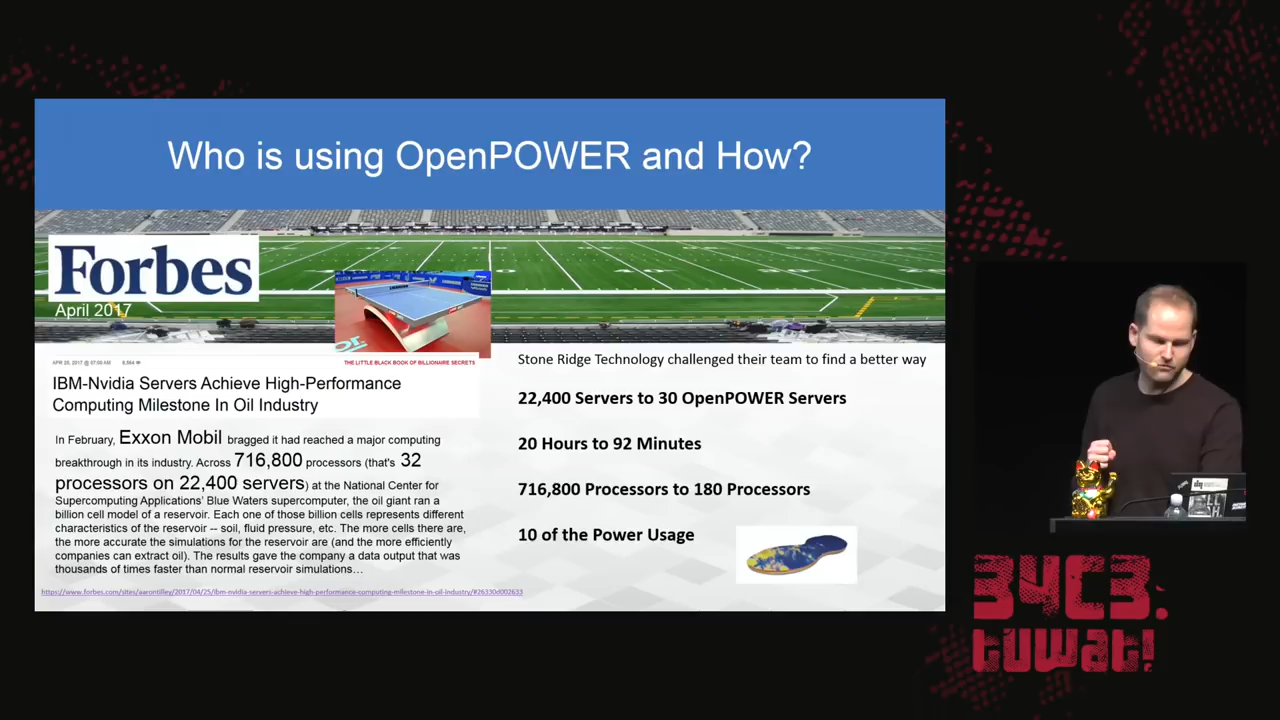 Who is using OpenPOWER and How?
Forbes
April 2017
APR 25, 2017 @ 07:00 AM
THE LITTLE BLACK BOOK OF BILLIONAIRE SECRETS
IBM-Nvidia Servers Achieve High-Performance
Computing Milestone In Oil Industry
In February, Exxon Mobil bragged it had reached a major computing
breakthrough in its industry. Across 716,800 processors (that's 32
processors on 22,400 servers) at the National Center for
Supercomputing Applications' Blue Waters supercomputer, the oil giant ran a
billion cell model of a reservoir. Each one of those billion cells represents different
characteristics of the reservoir -- soil, fluid pressure, etc. The more cells there are,
the more accurate the simulations for the reservoir are (and the more efficiently
companies can extract oil). The results gave the company a data output that was
thousands of times faster than normal reservoir simulations…
https://www.forbes.com/sites/aarontilley/2017/04/25/ibm-nvidia-servers-achieve-high-performance-computing-milestone-in-oil-industry/#26330d002633
Stone Ridge Technology challenged their team to find a better way
22,400 Servers to 30 OpenPOWER Servers
20 Hours to 92 Minutes
716,800 Processors to 180 Processors
10 of the Power Usage
34C3.
tuwat!